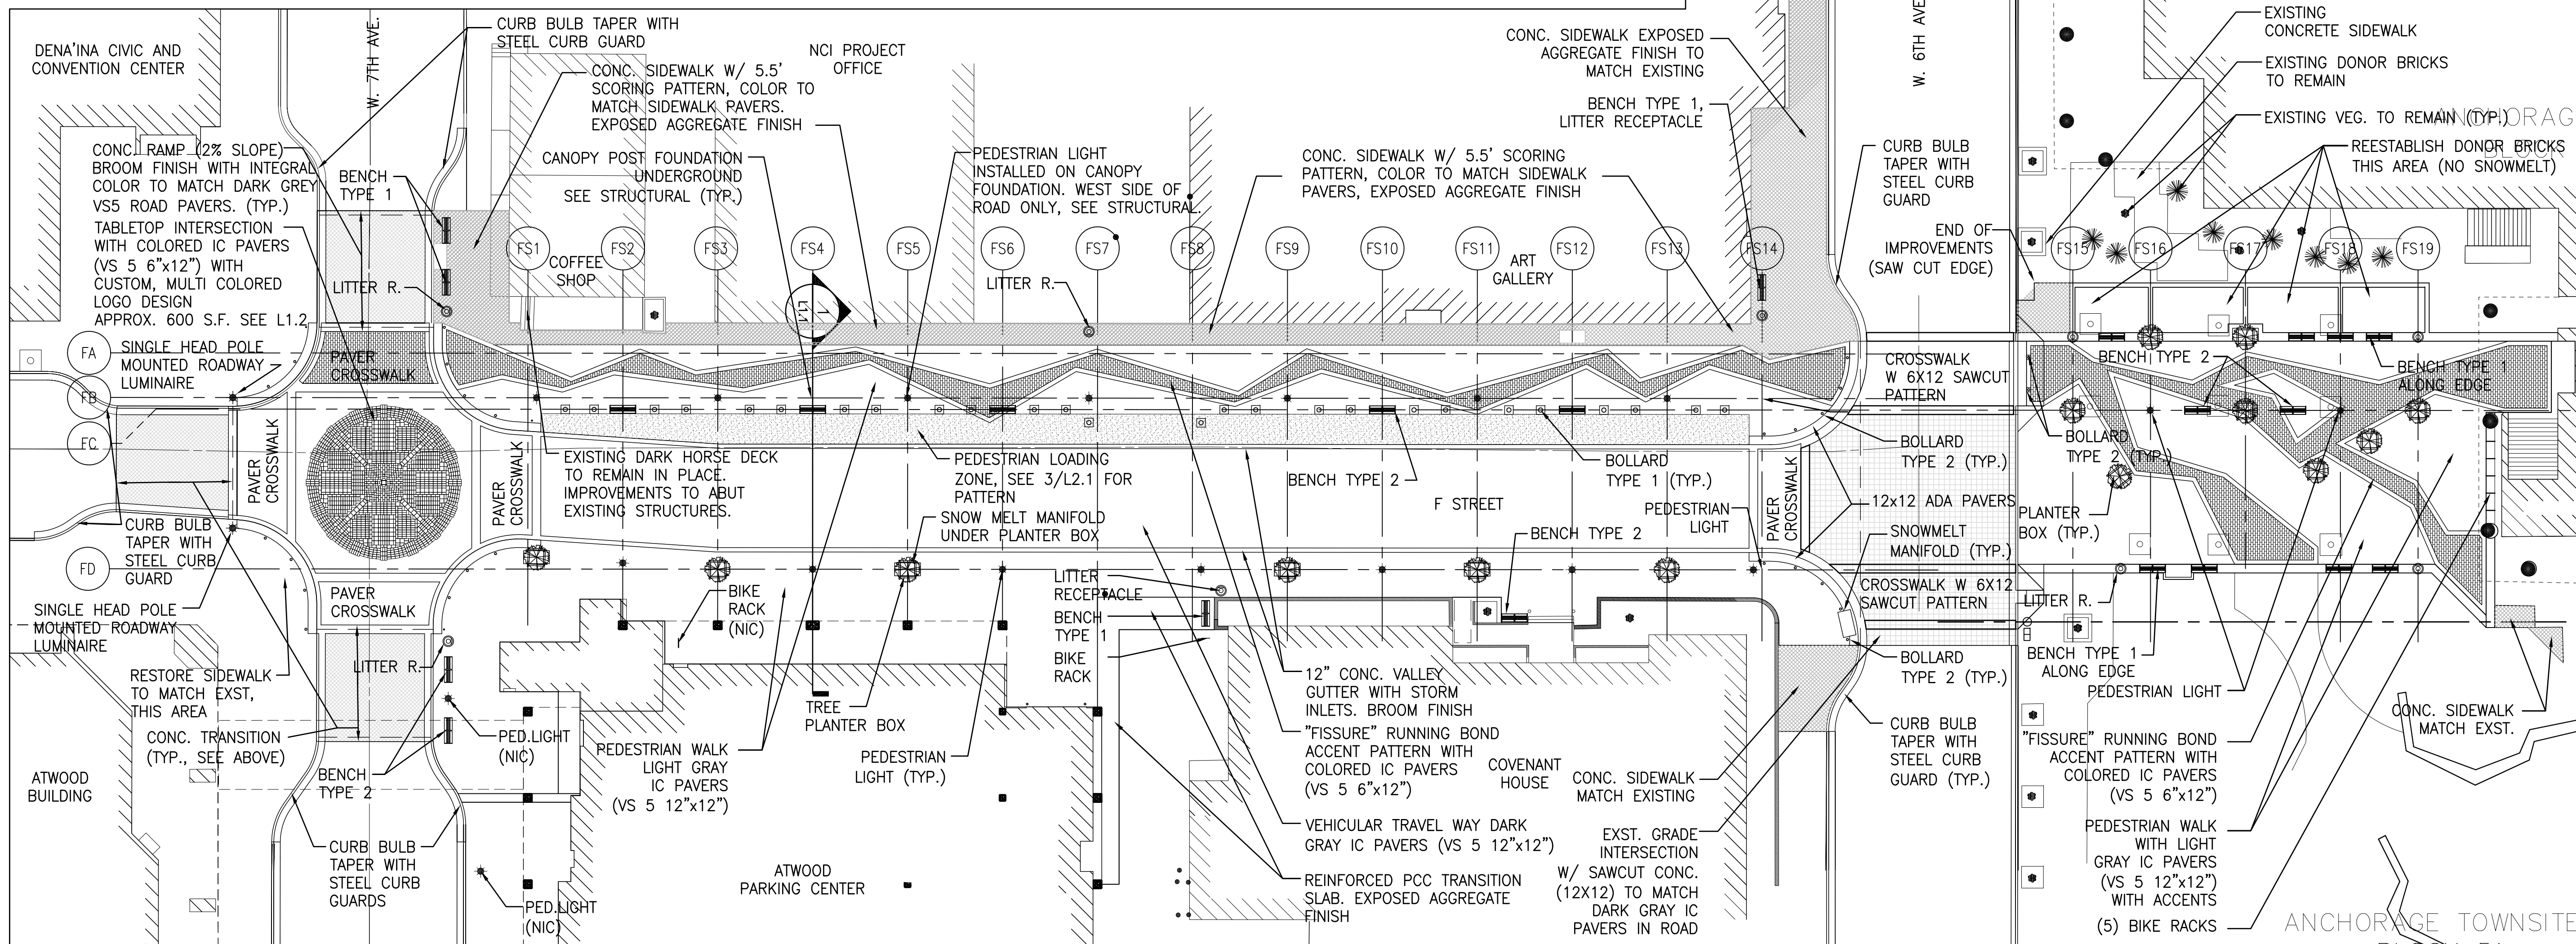 DENA'INA CIVIC AND
CONVENTION CENTER
W. 7TH AVE.
CURB BULB TAPER WITH
STEEL CURB GUARD
NCI PROJECT
OFFICE
CONC. SIDEWALK W/ 5.5'
SCORING PATTERN, COLOR TO
MATCH SIDEWALK PAVERS.
EXPOSED AGGREGATE FINISH
CONC. RAMP (2% SLOPE)
BROOM FINISH WITH INTEGRAL
COLOR TO MATCH DARK GREY
VS5 ROAD PAVERS. (TYP.)
BENCH
TYPE 1
CANOPY POST FOUNDATION
UNDERGROUND
SEE STRUCTURAL (TYP.)
PEDESTRIAN LIGHT
INSTALLED ON CANOPY
FOUNDATION. WEST SIDE OF
ROAD ONLY, SEE STRUCTURAL.
TABLETOP INTERSECTION
WITH COLORED IC PAVERS
(VS 5 6"x12") WITH
CUSTOM, MULTI COLORED
LOGO DESIGN
APPROX. 600 S.F. SEE L1.2
LITTER R.
COFFEE
SHOP
LITTER R.
CONC. SIDEWALK EXPOSED
AGGREGATE FINISH TO
MATCH EXISTING
BENCH TYPE 1,
LITTER RECEPTACLE
CONC. SIDEWALK W/ 5.5' SCORING
PATTERN, COLOR TO MATCH SIDEWALK
PAVERS, EXPOSED AGGREGATE FINISH
ART
GALLERY
W. 6TH AVE
CURB BULB
TAPER WITH
STEEL CURB
GUARD
END OF
IMPROVEMENTS
(SAW CUT EDGE)
EXISTING
CONCRETE SIDEWALK
EXISTING DONOR BRICKS
TO REMAIN
EXISTING VEG. TO REMAIN (TYP.)
ANCHORAG
BLOCK
REESTABLISH DONOR BRICKS
THIS AREA (NO SNOWMELT)
FS1
FS2
FS3
FS4
FS5
FS6
FS7
FS8
FS9
FS10
FS11
FS12
FS13
FS14
FS15
FS16
FS17
FS18
FS19
1
L1.1
FA
FB
FC
FD
SINGLE HEAD POLE
MOUNTED ROADWAY
LUMINAIRE
PAVER
CROSSWALK
PAVER
CROSSWALK
PAVER
CROSSWALK
PAVER
CROSSWALK
EXISTING DARK HORSE DECK
TO REMAIN IN PLACE.
IMPROVEMENTS TO ABUT
EXISTING STRUCTURES.
PEDESTRIAN LOADING
ZONE, SEE 3/L2.1 FOR
PATTERN
SNOW MELT MANIFOLD
UNDER PLANTER BOX
BENCH TYPE 2
BOLLARD
TYPE 1 (TYP.)
F STREET
PEDESTRIAN
LIGHT
PAVER
CROSSWALK
BENCH TYPE 2
CROSSWALK
W 6X12 SAWCUT
PATTERN
BOLLARD
TYPE 2 (TYP.)
12x12 ADA PAVERS
SNOWMELT
MANIFOLD (TYP.)
CROSSWALK W 6X12
SAWCUT PATTERN
BENCH TYPE 2
BENCH TYPE 1
ALONG EDGE
BOLLARD
TYPE 2 (TYP.)
PLANTER
BOX (TYP.)
LITTER R.
CURB BULB
TAPER WITH
STEEL CURB
GUARD
SINGLE HEAD POLE
MOUNTED ROADWAY
LUMINAIRE
RESTORE SIDEWALK
TO MATCH EXST,
THIS AREA
CONC. TRANSITION
(TYP., SEE ABOVE)
LITTER R.
BENCH
TYPE 2
PED.LIGHT
(NIC)
ATWOOD
BUILDING
CURB BULB
TAPER WITH
STEEL CURB
GUARDS
PED.LIGHT
(NIC)
BIKE
RACK
(NIC)
PEDESTRIAN WALK
LIGHT GRAY
IC PAVERS
(VS 5 12"x12")
TREE
PLANTER BOX
PEDESTRIAN
LIGHT (TYP.)
ATWOOD
PARKING CENTER
LITTER
RECEPTACLE
BENCH
TYPE 1
BIKE
RACK
12" CONC. VALLEY
GUTTER WITH STORM
INLETS. BROOM FINISH
"FISSURE" RUNNING BOND
ACCENT PATTERN WITH
COLORED IC PAVERS
(VS 5 6"x12")
VEHICULAR TRAVEL WAY DARK
GRAY IC PAVERS (VS 5 12"x12")
REINFORCED PCC TRANSITION
SLAB. EXPOSED AGGREGATE
FINISH
COVENANT
HOUSE
CONC. SIDEWALK
MATCH EXISTING
EXST. GRADE
INTERSECTION
W/ SAWCUT CONC.
(12X12) TO MATCH
DARK GRAY IC
PAVERS IN ROAD
BOLLARD
TYPE 2 (TYP.)
CURB BULB
TAPER WITH
STEEL CURB
GUARD (TYP.)
BENCH TYPE 1
ALONG EDGE
PEDESTRIAN LIGHT
"FISSURE" RUNNING BOND
ACCENT PATTERN WITH
COLORED IC PAVERS
(VS 5 6"x12")
PEDESTRIAN WALK
WITH LIGHT
GRAY IC PAVERS
(VS 5 12"x12")
WITH ACCENTS
(5) BIKE RACKS
CONC. SIDEWALK
MATCH EXST.
ANCHORAGE TOWNSITE